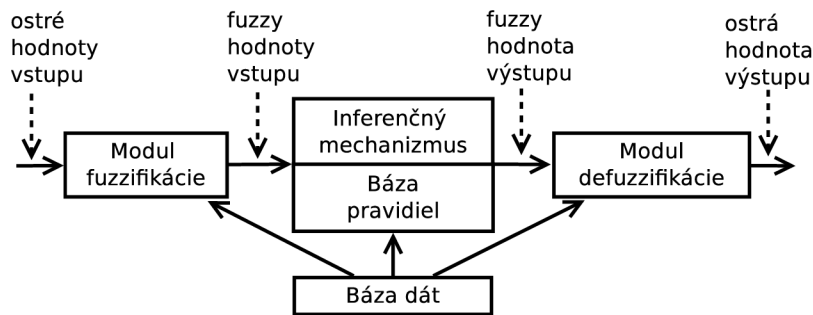 ostré
hodnoty
vstupu
fuzzy
hodnoty
vstupu
fuzzy
hodnota
výstupu
ostrá
hodnota
výstupu
Modul
fuzzifikácie
Inferenčný
mechanizmus
Báza
pravidiel
Modul
defuzzifikácie
Báza dát